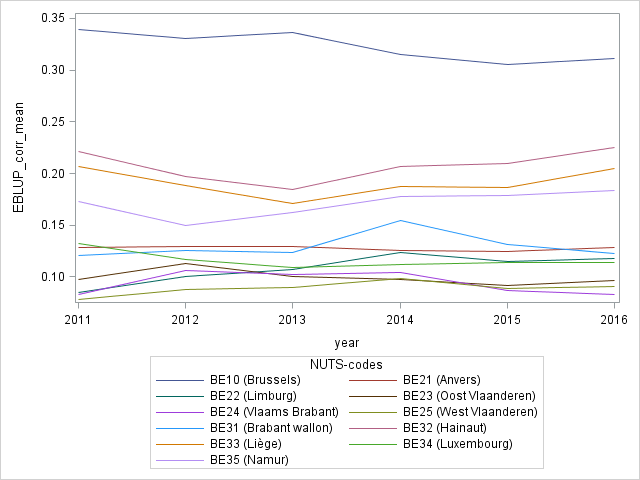 0.35
0.30
0.25
0.20
0.15
0.10
EBLUP_corr_mean
2011 2012 2013 2014 2015 2016
year
NUTS-codes
BE10 (Brussels) BE21 (Anvers)
BE22 (Limburg) BE23 (Oost Vlaanderen)
BE24 (Vlaams Brabant) BE25 (West Vlaanderen)
BE31 (Brabant wallon) BE32 (Hainaut)
BE33 (Liège) BE34 (Luxembourg)
BE35 (Namur)